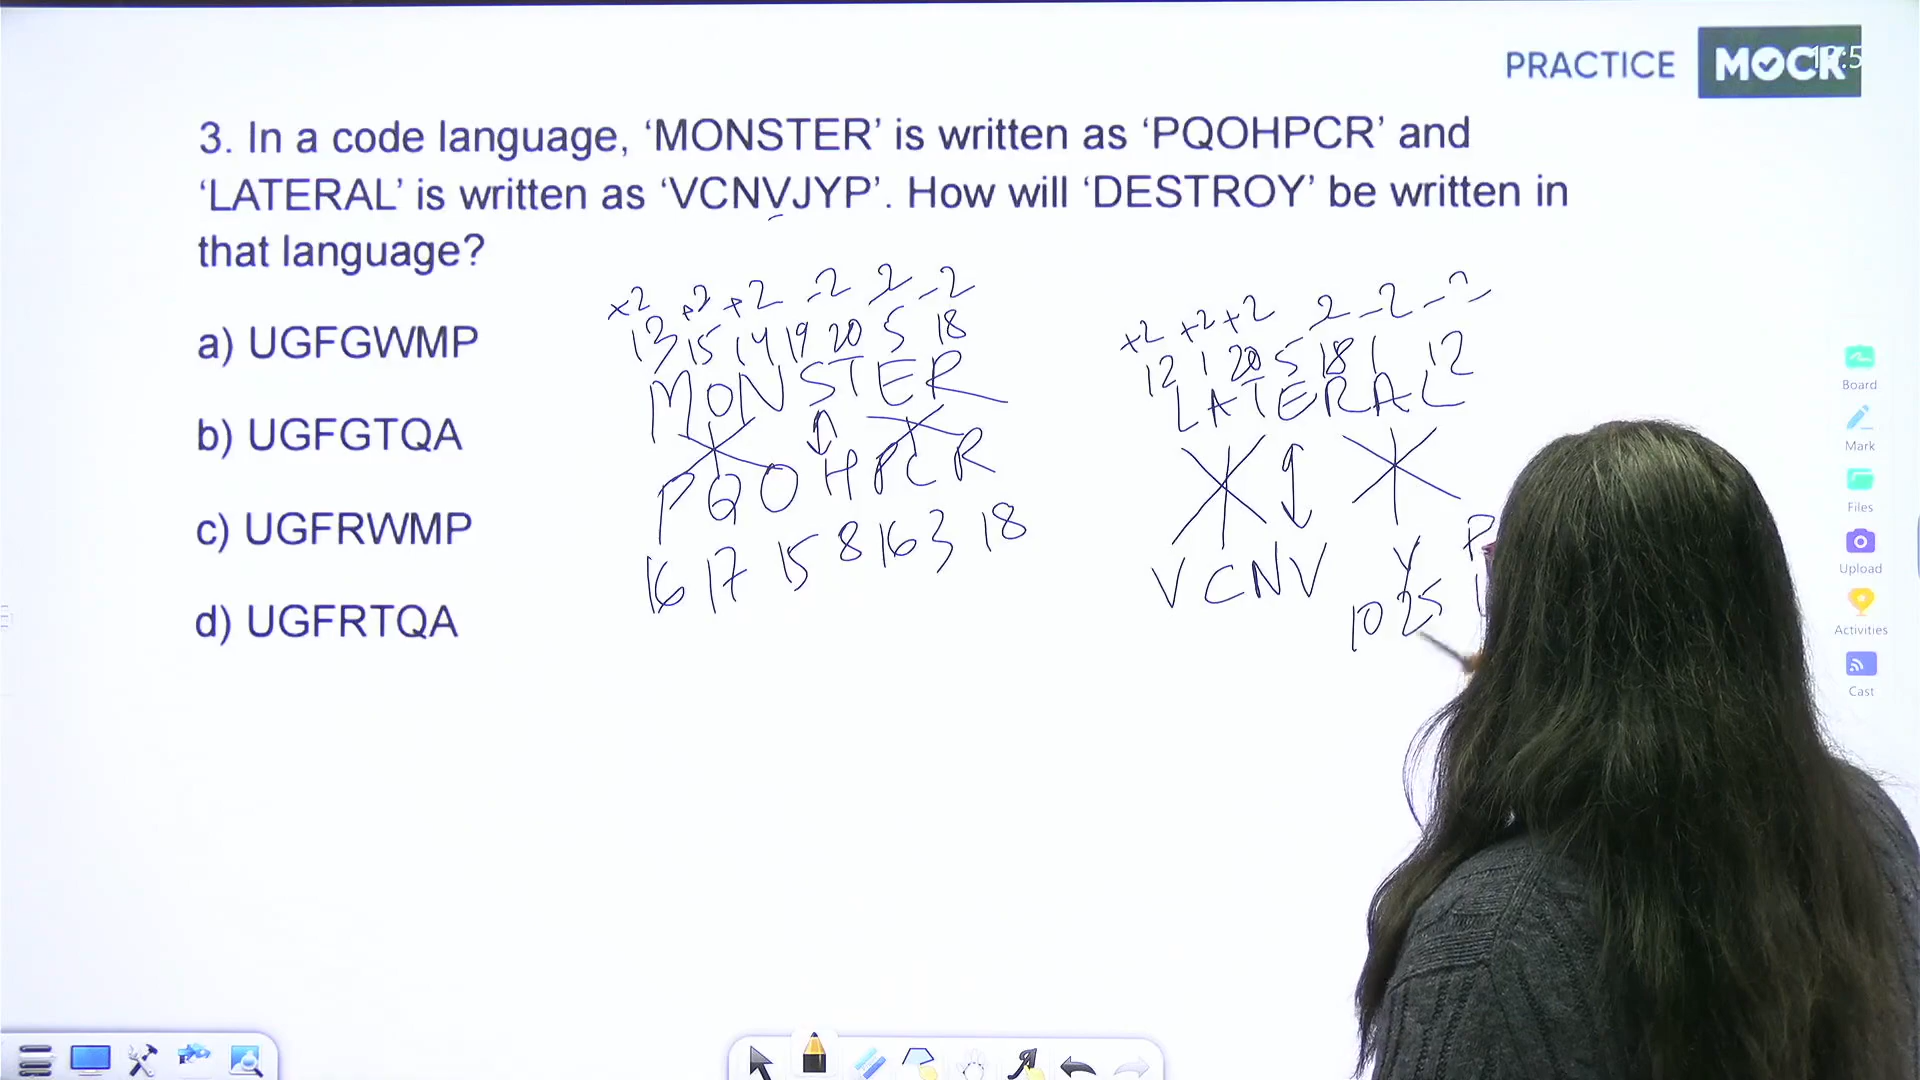 PRACTICE MOCK
3. In a code language, ‘MONSTER’ is written as ‘PQOHPCR’ and
‘LATERAL’ is written as ‘VCNVJYP’. How will ‘DESTROY’ be written in
that language?
a) UGFGWMP
b) UGFGTQA
c) UGFRWMP
d) UGFRTQA
+2 +2 +2 -2 -2 -2
13 15 14 19 20 5 18
MONSTER
PQOHPCR
16 17 15 8 16 3 18
+2 +2 +2 -2 -2 -2
12 1 20 5 18 1 12
LATERAL
VCNV Y P
10 25
Board
Mark
Files
Upload
Activities
Cast